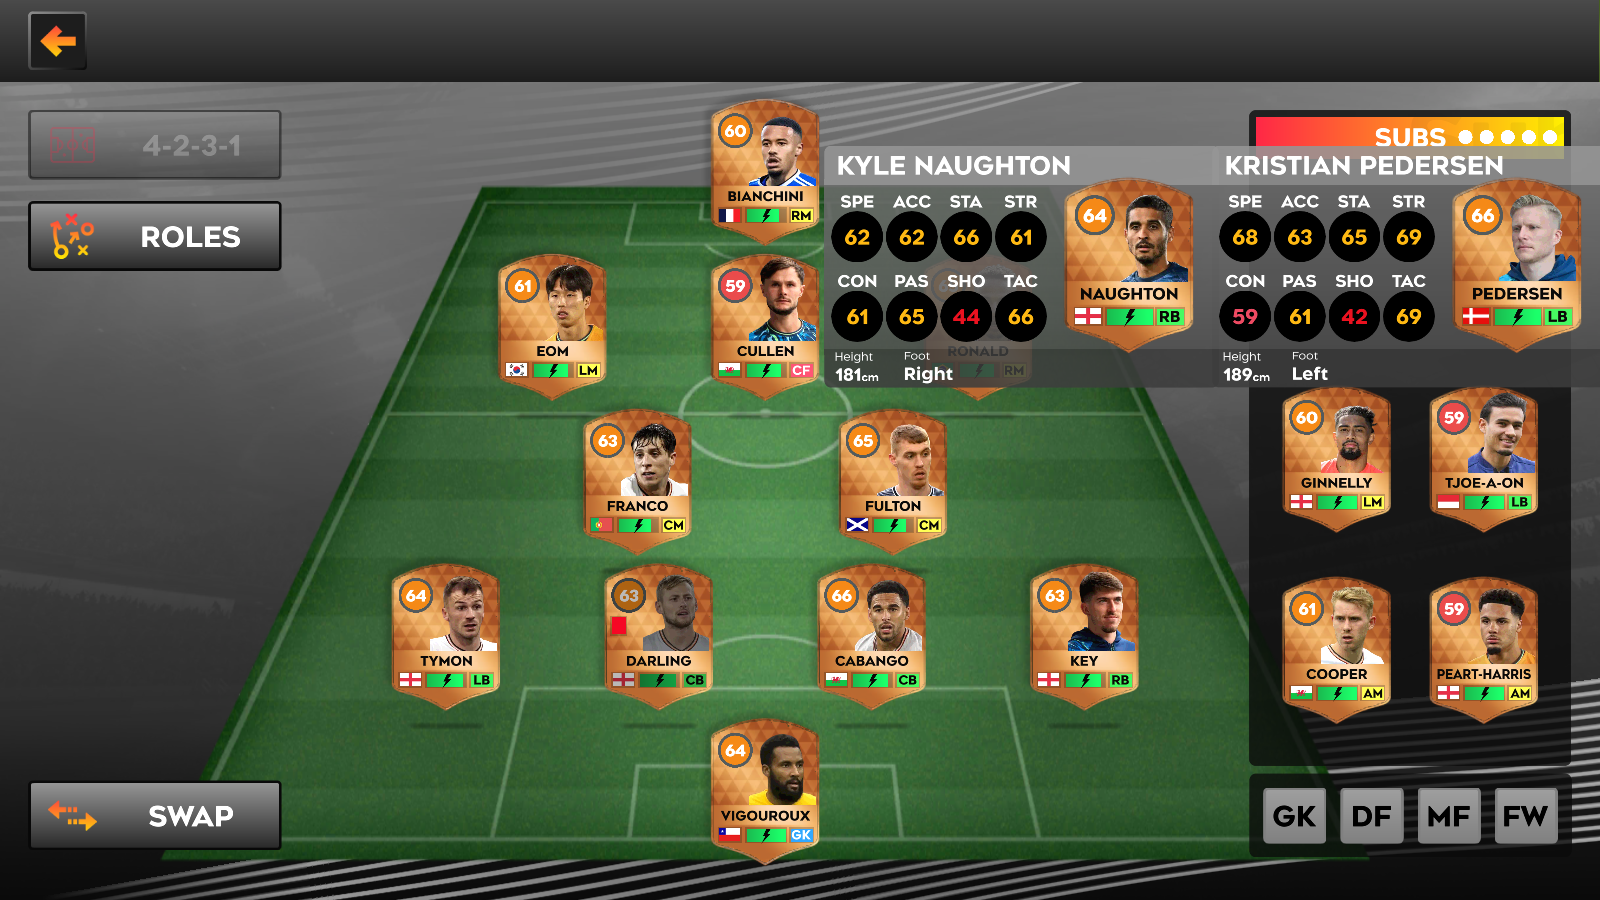 4-2-3-1
ROLES
SWAP
60
BIANCHINI
RM
61
EOM
LM
59
CULLEN
CF
RONALD
RM
63
FRANCO
CM
65
FULTON
CM
64
TYMON
LB
63
DARLING
CB
66
CABANGO
CB
63
KEY
RB
64
VIGOUROUX
GK
SUBS
KYLE NAUGHTON
SPE ACC STA STR
62 62 66 61
CON PAS SHO TAC
61 65 44 66
Height Foot
181cm Right
64
NAUGHTON
RB
KRISTIAN PEDERSEN
SPE ACC STA STR
68 63 65 69
CON PAS SHO TAC
59 61 42 69
Height Foot
189cm Left
66
PEDERSEN
LB
60
GINNELLY
LM
59
TJOE-A-ON
LB
61
COOPER
AM
59
PEART-HARRIS
AM
GK DF MF FW